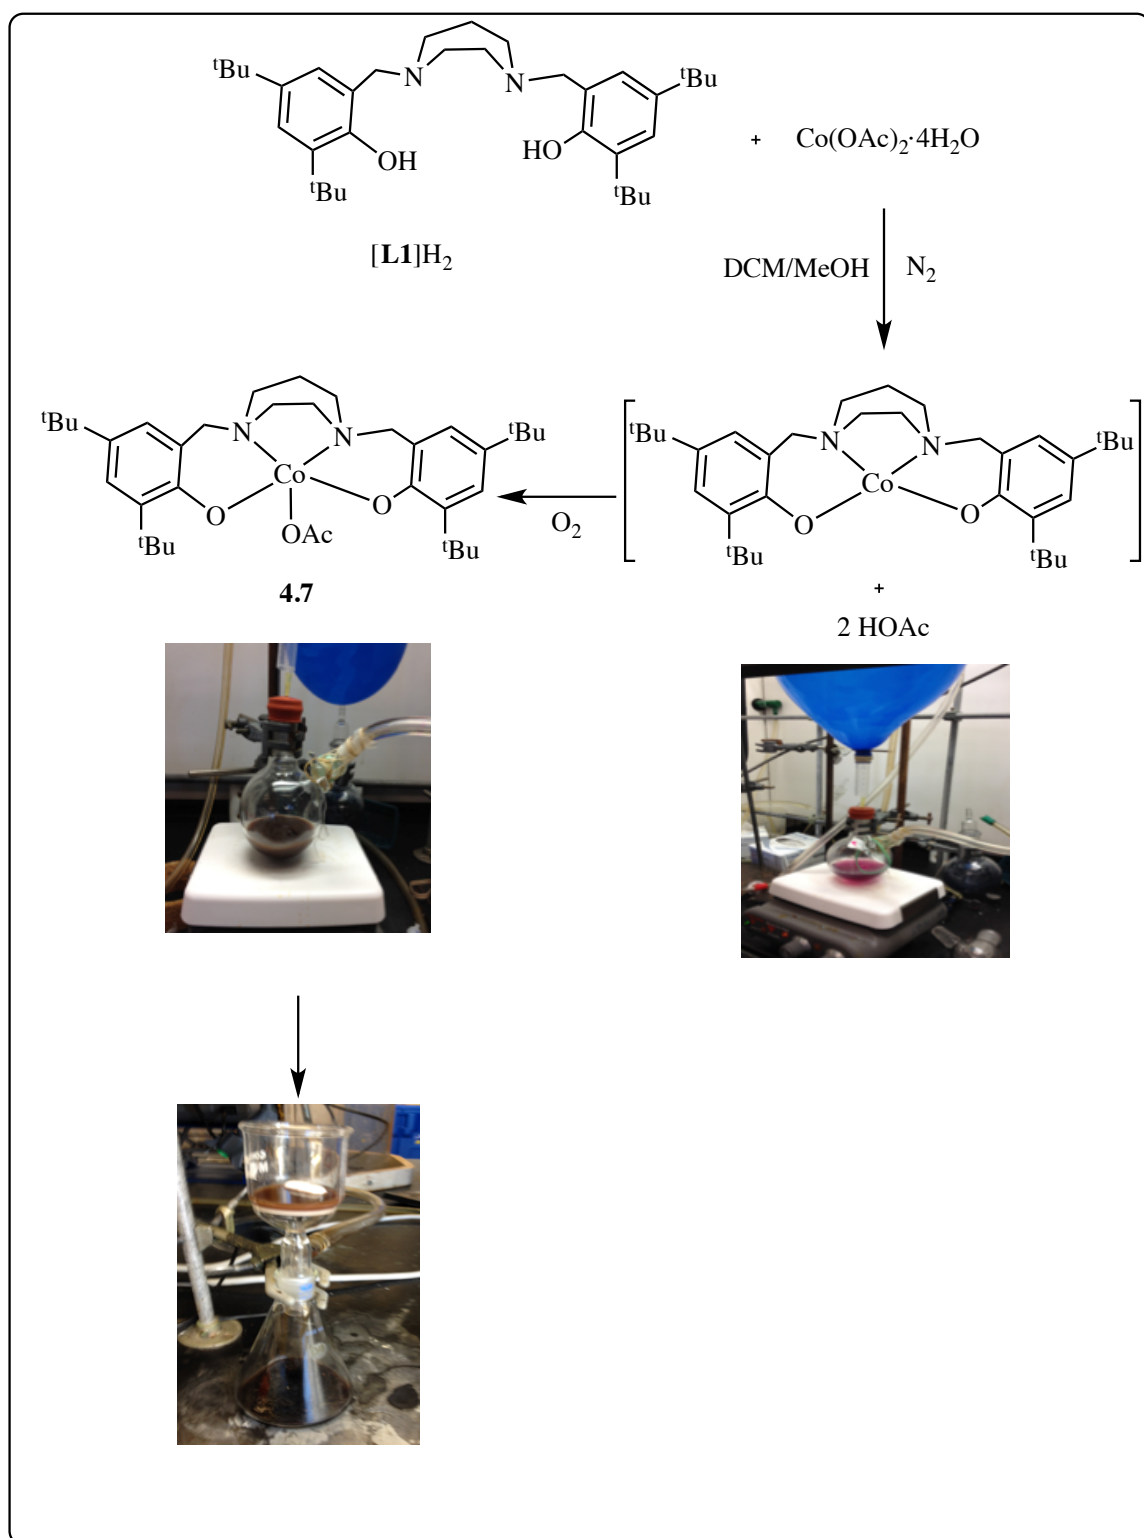 ᵗBu
N
N
ᵗBu
OH
HO
ᵗBu
ᵗBu
+
Co(OAc)₂·4H₂O
[L1]H₂
DCM/MeOH
N₂
ᵗBu
N
N
ᵗBu
Co
O
O
OAc
ᵗBu
ᵗBu
4.7
O₂
ᵗBu
N
N
ᵗBu
Co
O
O
ᵗBu
ᵗBu
+
2 HOAc